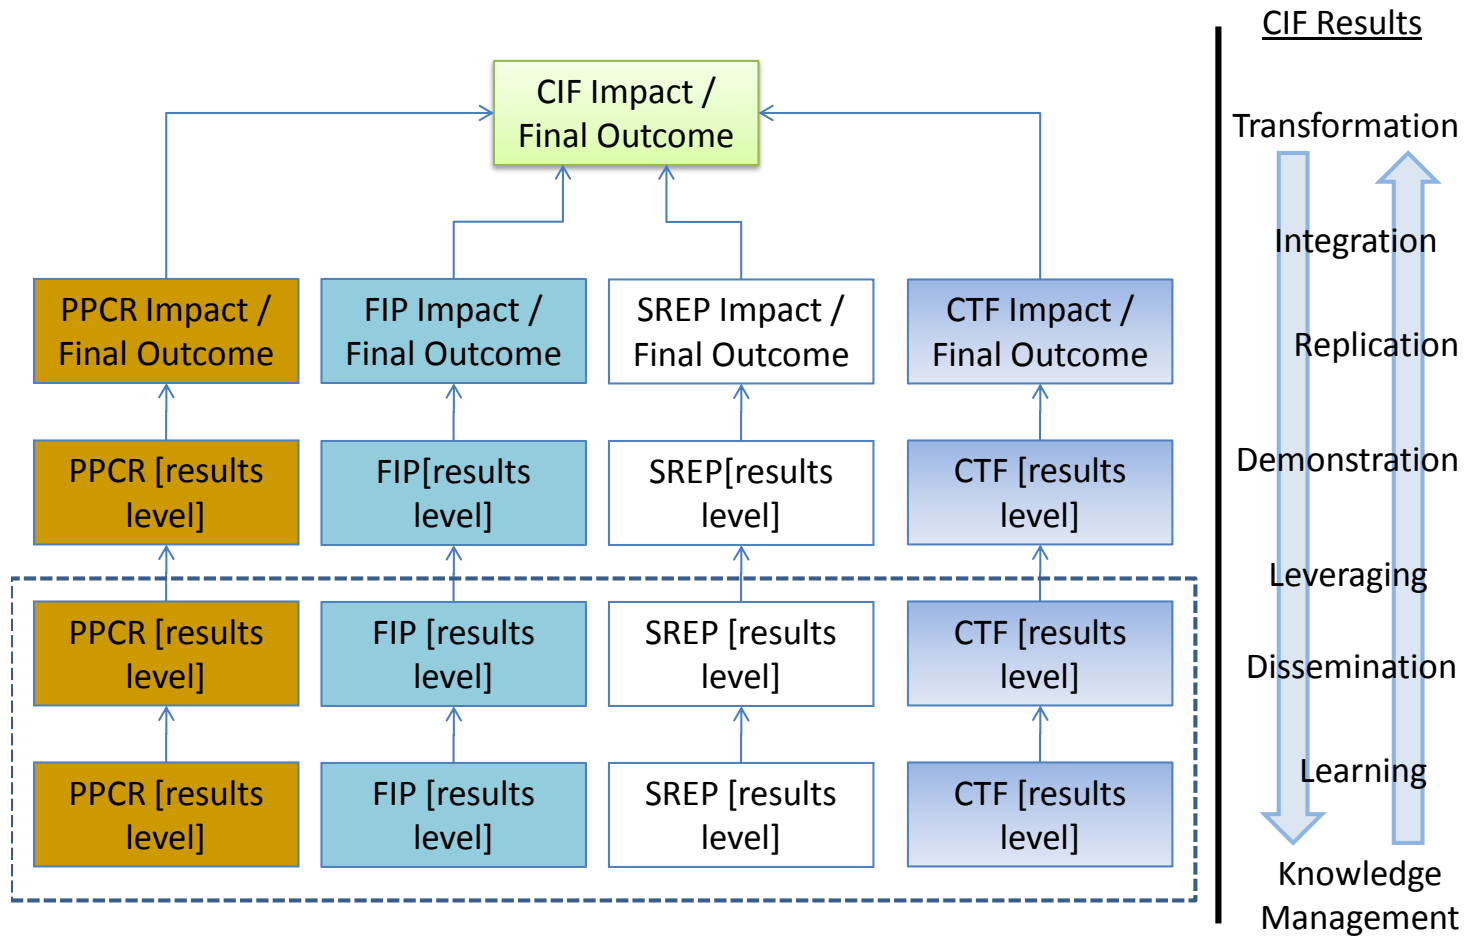 CIF Results
CIF Impact /
Final Outcome
Transformation
Integration
PPCR Impact /
Final Outcome
FIP Impact /
Final Outcome
SREP Impact /
Final Outcome
CTF Impact /
Final Outcome
Replication
PPCR [results
level]
FIP[results
level]
SREP[results
level]
CTF [results
level]
Demonstration
Leveraging
PPCR [results
level]
FIP [results
level]
SREP [results
level]
CTF [results
level]
Dissemination
PPCR [results
level]
FIP [results
level]
SREP [results
level]
CTF [results
level]
Learning
Knowledge
Management